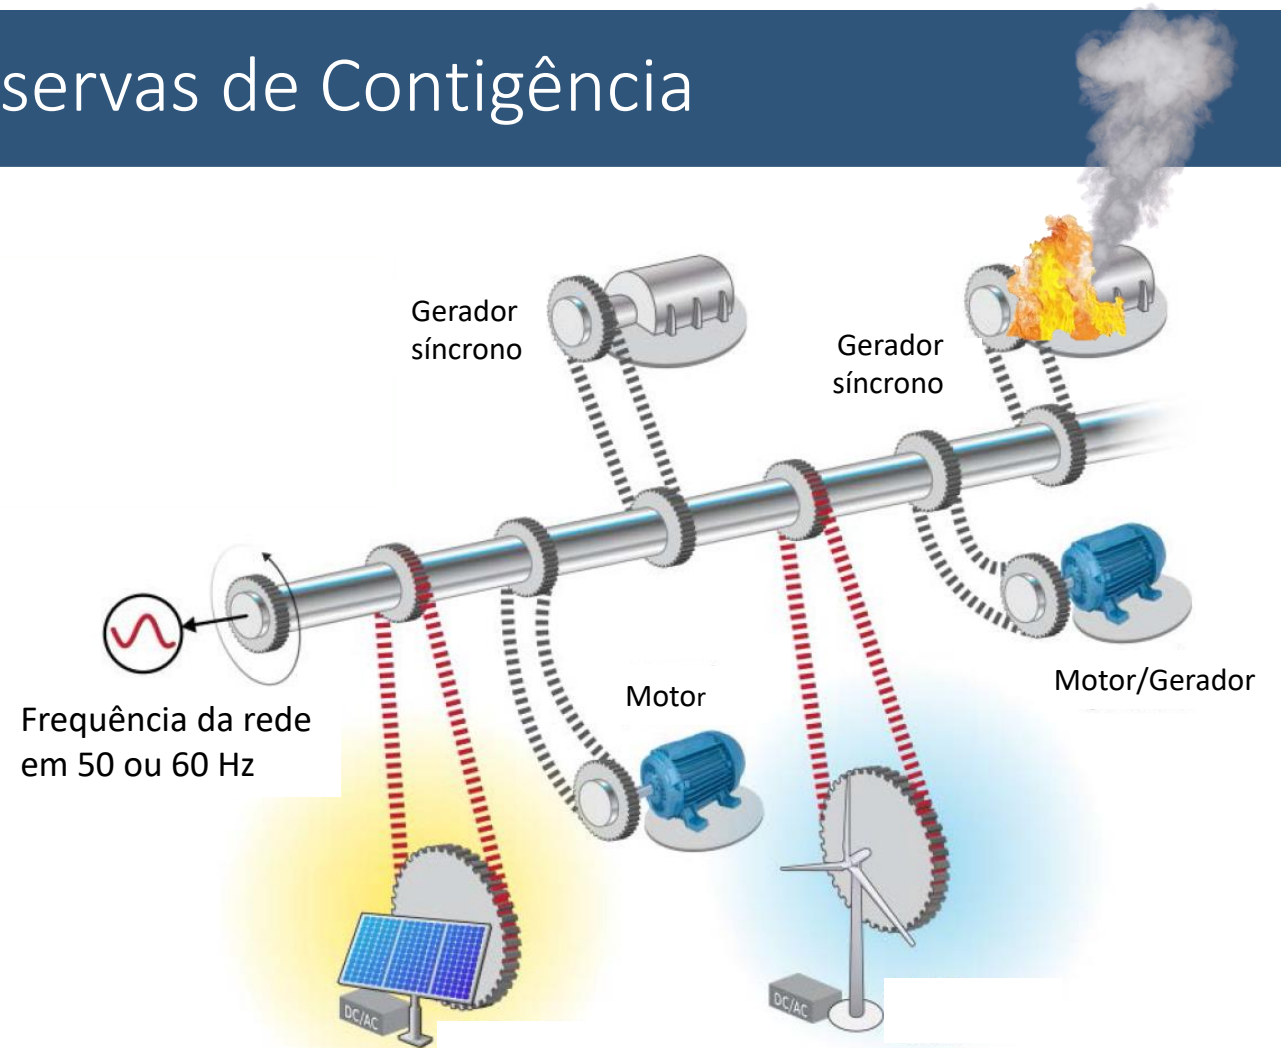 servas de Contigência
Gerador
síncrono
Gerador
síncrono
Motor/Gerador
Motor
Frequência da rede
em 50 ou 60 Hz
DC/AC
DC/AC